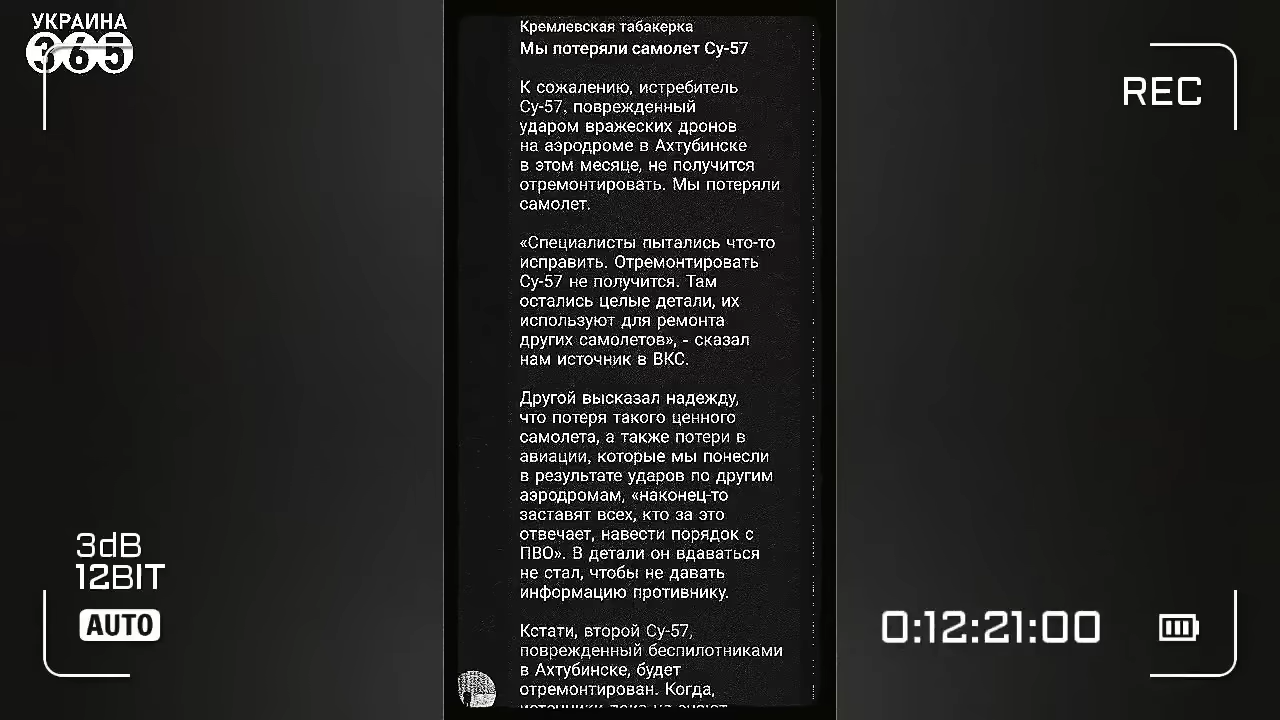 УКРАИНА
365
Кремлевская табакерка
Мы потеряли самолет Су-57
К сожалению, истребитель
Су-57, поврежденный
ударом вражеских дронов
на аэродроме в Ахтубинске
в этом месяце, не получится
отремонтировать. Мы потеряли
самолет.
«Специалисты пытались что-то
исправить. Отремонтировать
Су-57 не получится. Там
остались целые детали, их
используют для ремонта
других самолетов», - сказал
нам источник в ВКС.
Другой высказал надежду,
что потеря такого ценного
самолета, а также потери в
авиации, которые мы понесли
в результате ударов по другим
аэродромам, «наконец-то
заставят всех, кто за это
отвечает, навести порядок с
ПВО». В детали он вдаваться
не стал, чтобы не давать
информацию противнику.
Кстати, второй Су-57,
поврежденный беспилотниками
в Ахтубинске, будет
отремонтирован. Когда,
REC
3dB
12BIT
AUTO
0:12:21:00